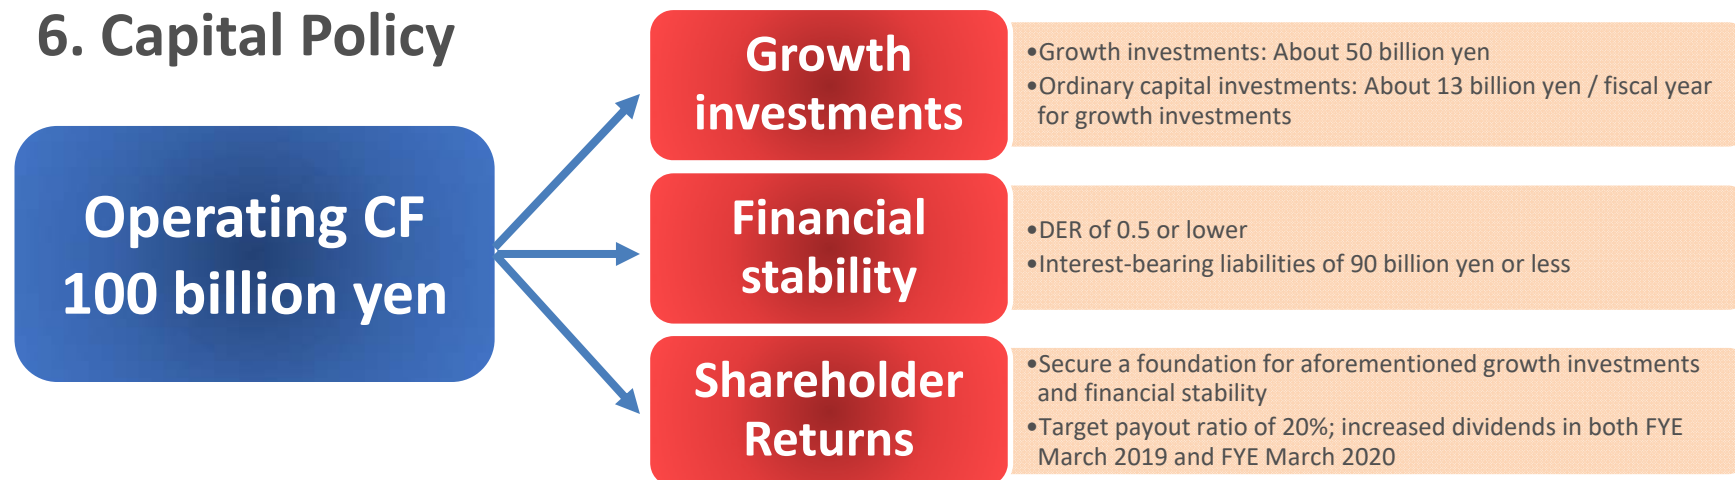 6. Capital Policy
Operating CF
100 billion yen
Growth
investments
•Growth investments: About 50 billion yen
•Ordinary capital investments: About 13 billion yen / fiscal year
for growth investments
Financial
stability
•DER of 0.5 or lower
•Interest-bearing liabilities of 90 billion yen or less
Shareholder
Returns
•Secure a foundation for aforementioned growth investments
and financial stability
•Target payout ratio of 20%; increased dividends in both FYE
March 2019 and FYE March 2020